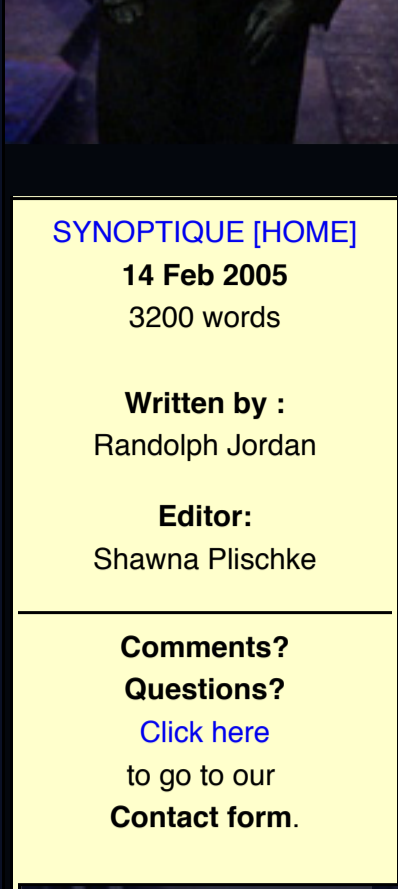 SYNOPTIQUE [HOME]
14 Feb 2005
3200 words
Written by :
Randolph Jordan
Editor:
Shawna Plischke
Comments?
Questions?
Click here
to go to our
Contact form.